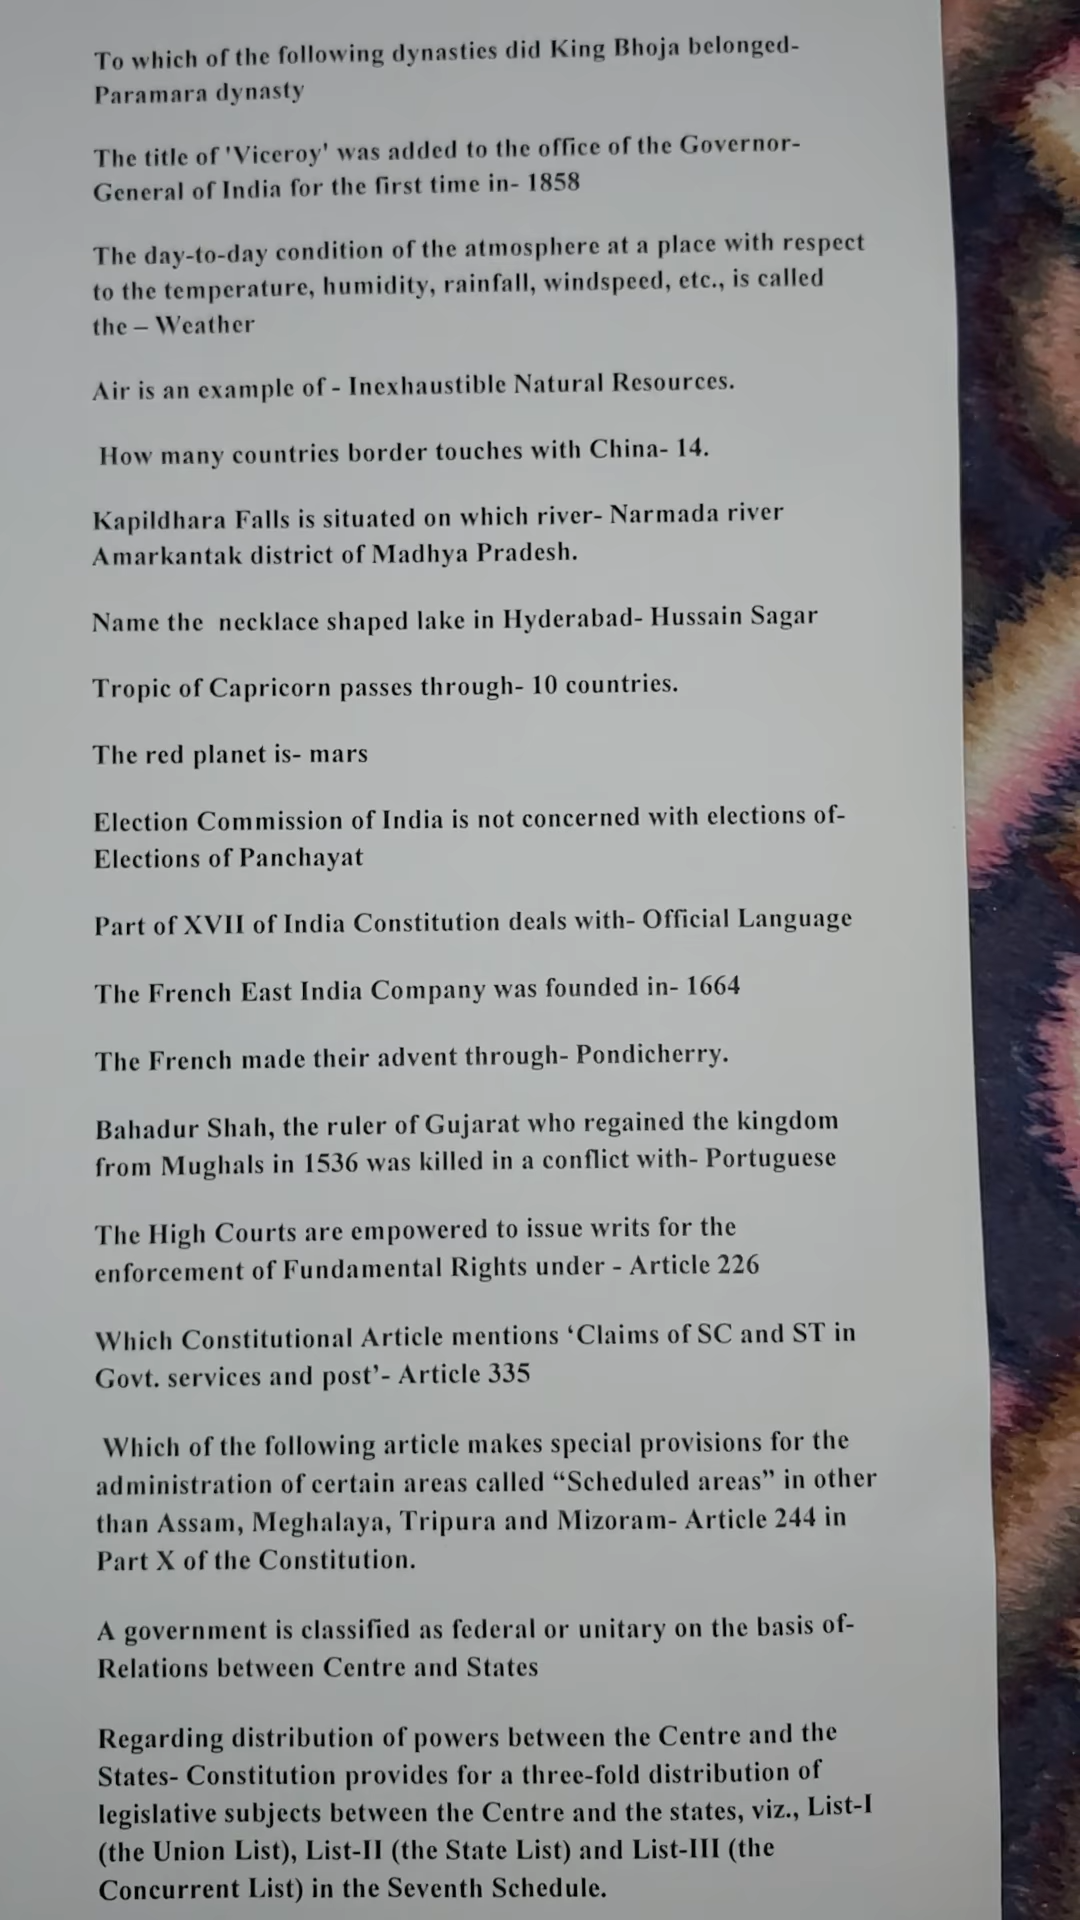 To which of the following dynasties did King Bhoja belonged-
Paramara dynasty
The title of 'Viceroy' was added to the office of the Governor-
General of India for the first time in- 1858
The day-to-day condition of the atmosphere at a place with respect
to the temperature, humidity, rainfall, windspeed, etc., is called
the – Weather
Air is an example of - Inexhaustible Natural Resources.
How many countries border touches with China- 14.
Kapildhara Falls is situated on which river- Narmada river
Amarkantak district of Madhya Pradesh.
Name the necklace shaped lake in Hyderabad- Hussain Sagar
Tropic of Capricorn passes through- 10 countries.
The red planet is- mars
Election Commission of India is not concerned with elections of-
Elections of Panchayat
Part of XVII of India Constitution deals with- Official Language
The French East India Company was founded in- 1664
The French made their advent through- Pondicherry.
Bahadur Shah, the ruler of Gujarat who regained the kingdom
from Mughals in 1536 was killed in a conflict with- Portuguese
The High Courts are empowered to issue writs for the
enforcement of Fundamental Rights under - Article 226
Which Constitutional Article mentions ‘Claims of SC and ST in
Govt. services and post’- Article 335
Which of the following article makes special provisions for the
administration of certain areas called “Scheduled areas” in other
than Assam, Meghalaya, Tripura and Mizoram- Article 244 in
Part X of the Constitution.
A government is classified as federal or unitary on the basis of-
Relations between Centre and States
Regarding distribution of powers between the Centre and the
States- Constitution provides for a three-fold distribution of
legislative subjects between the Centre and the states, viz., List-I
(the Union List), List-II (the State List) and List-III (the
Concurrent List) in the Seventh Schedule.